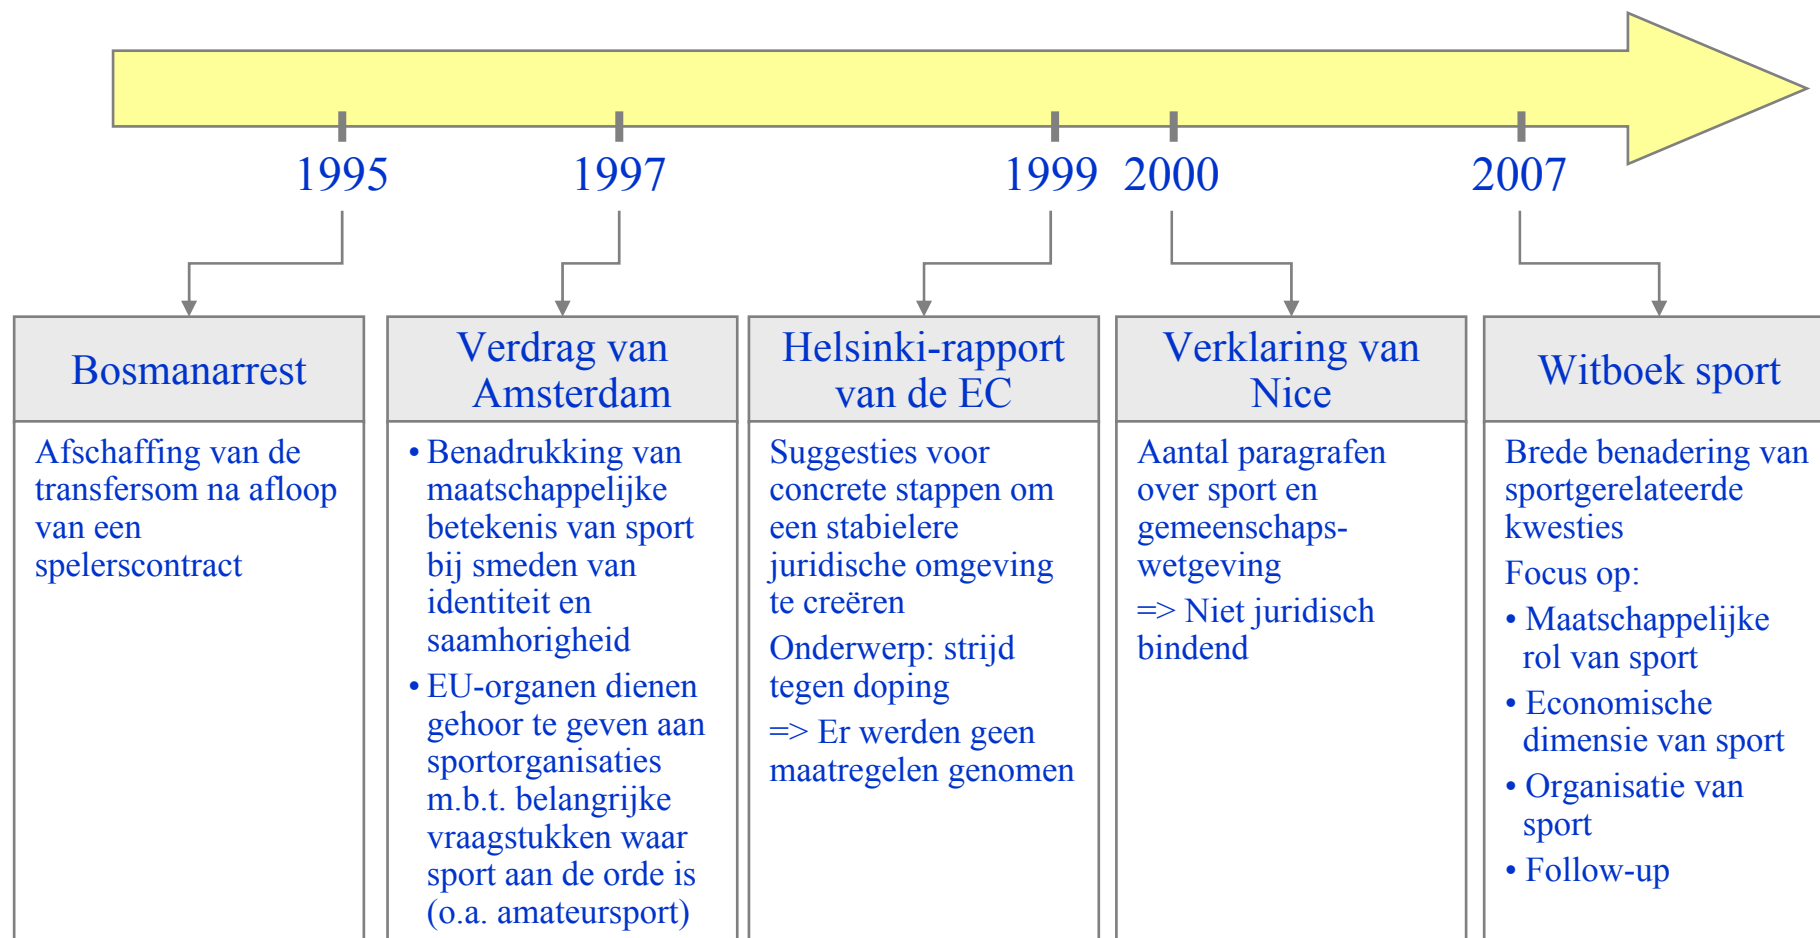 1995
1997
1999
2000
2007
Bosmanarrest
Afschaffing van de
transfersom na afloop
van een
spelerscontract
Verdrag van
Amsterdam
• Benadrukking van
maatschappelijke
betekenis van sport
bij smeden van
identiteit en
saamhorigheid
• EU-organen dienen
gehoor te geven aan
sportorganisaties
m.b.t. belangrijke
vraagstukken waar
sport aan de orde is
(o.a. amateursport)
Helsinki-rapport
van de EC
Suggesties voor
concrete stappen om
een stabielere
juridische omgeving
te creëren
Onderwerp: strijd
tegen doping
=> Er werden geen
maatregelen genomen
Verklaring van
Nice
Aantal paragrafen
over sport en
gemeenschaps-
wetgeving
=> Niet juridisch
bindend
Witboek sport
Brede benadering van
sportgerelateerde
kwesties
Focus op:
• Maatschappelijke
rol van sport
• Economische
dimensie van sport
• Organisatie van
sport
• Follow-up